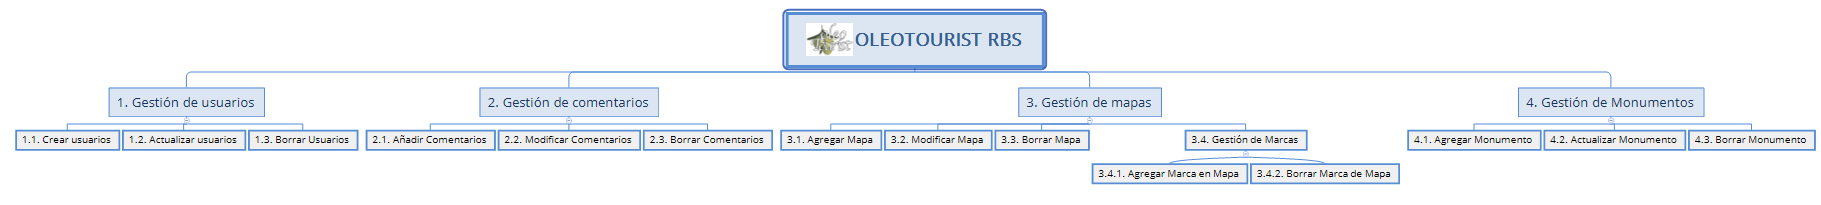 OLEOTOURIST RBS
1. Gestión de usuarios
2. Gestión de comentarios
3. Gestión de mapas
4. Gestión de Monumentos
1.1. Crear usuarios
1.2. Actualizar usuarios
1.3. Borrar Usuarios
2.1. Añadir Comentarios
2.2. Modificar Comentarios
2.3. Borrar Comentarios
3.1. Agregar Mapa
3.2. Modificar Mapa
3.3. Borrar Mapa
3.4. Gestión de Marcas
4.1. Agregar Monumento
4.2. Actualizar Monumento
4.3. Borrar Monumento
3.4.1. Agregar Marca en Mapa
3.4.2. Borrar Marca de Mapa